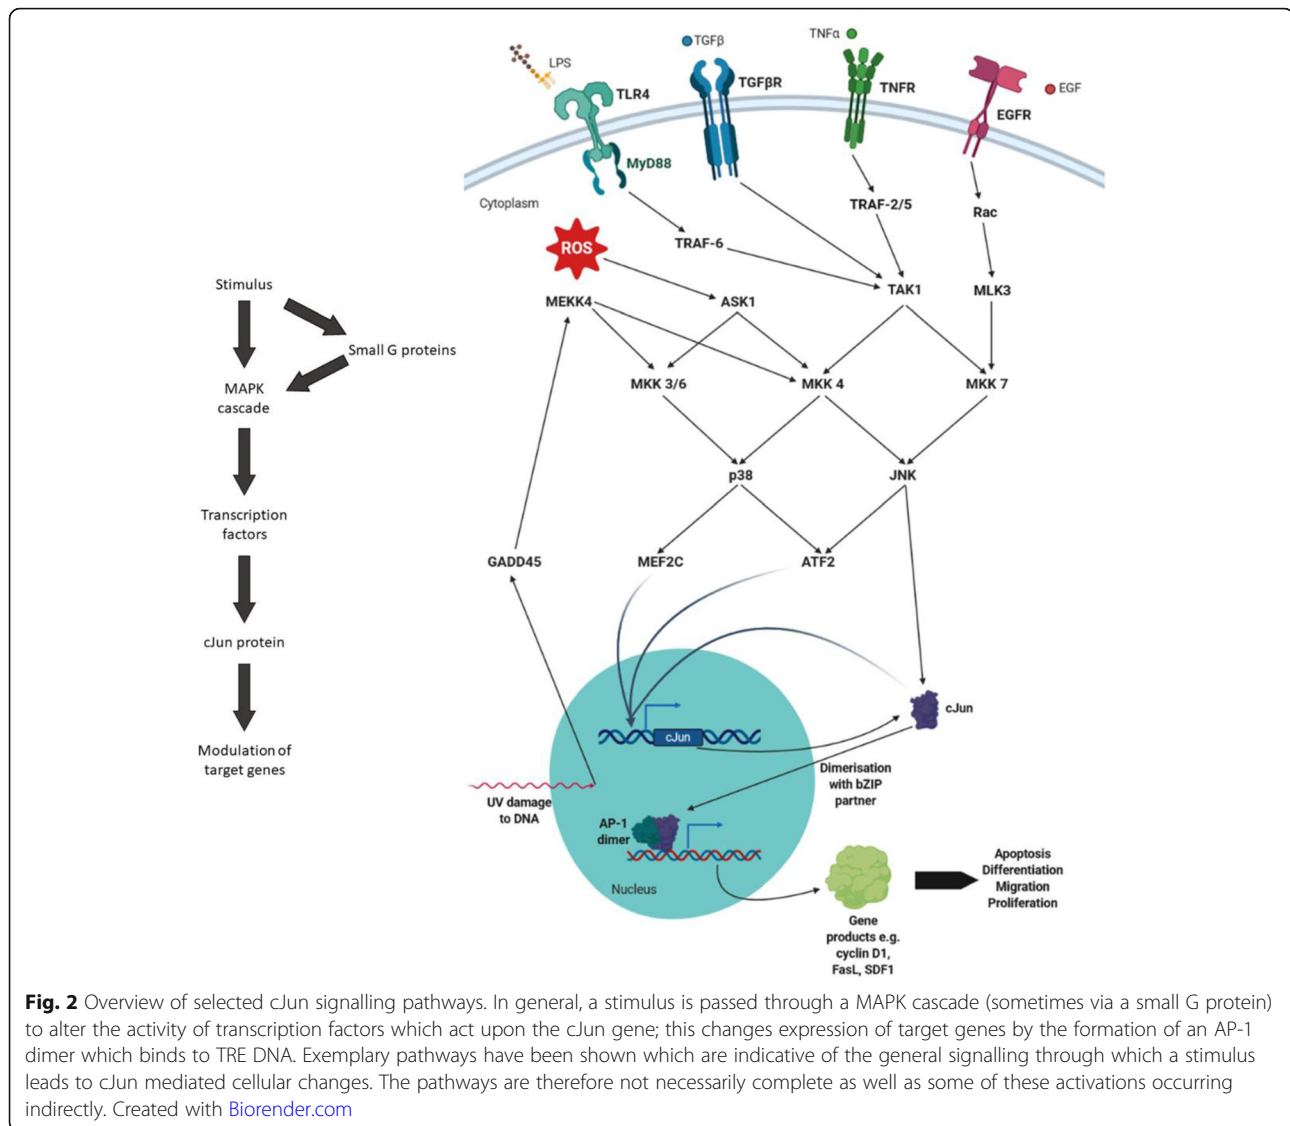 LPS
TLR4
MyD88
TGFβ
TGFβR
TNFα
TNFR
EGF
EGFR
Cytoplasm
ROS
TRAF-6
TRAF-2/5
Rac
MEKK4
ASK1
TAK1
MLK3
MKK 3/6
MKK 4
MKK 7
p38
JNK
GADD45
MEF2C
ATF2
cJun
cJun
Dimerisation
with bZIP
partner
UV damage
to DNA
AP-1
dimer
Nucleus
Gene
products e.g.
cyclin D1,
FasL, SDF1
Apoptosis
Differentiation
Migration
Proliferation
Stimulus
Small G proteins
MAPK
cascade
Transcription
factors
cJun protein
Modulation of
target genes
Fig. 2 Overview of selected cJun signalling pathways. In general, a stimulus is passed through a MAPK cascade (sometimes via a small G protein)
to alter the activity of transcription factors which act upon the cJun gene; this changes expression of target genes by the formation of an AP-1
dimer which binds to TRE DNA. Exemplary pathways have been shown which are indicative of the general signalling through which a stimulus
leads to cJun mediated cellular changes. The pathways are therefore not necessarily complete as well as some of these activations occurring
indirectly. Created with Biorender.com